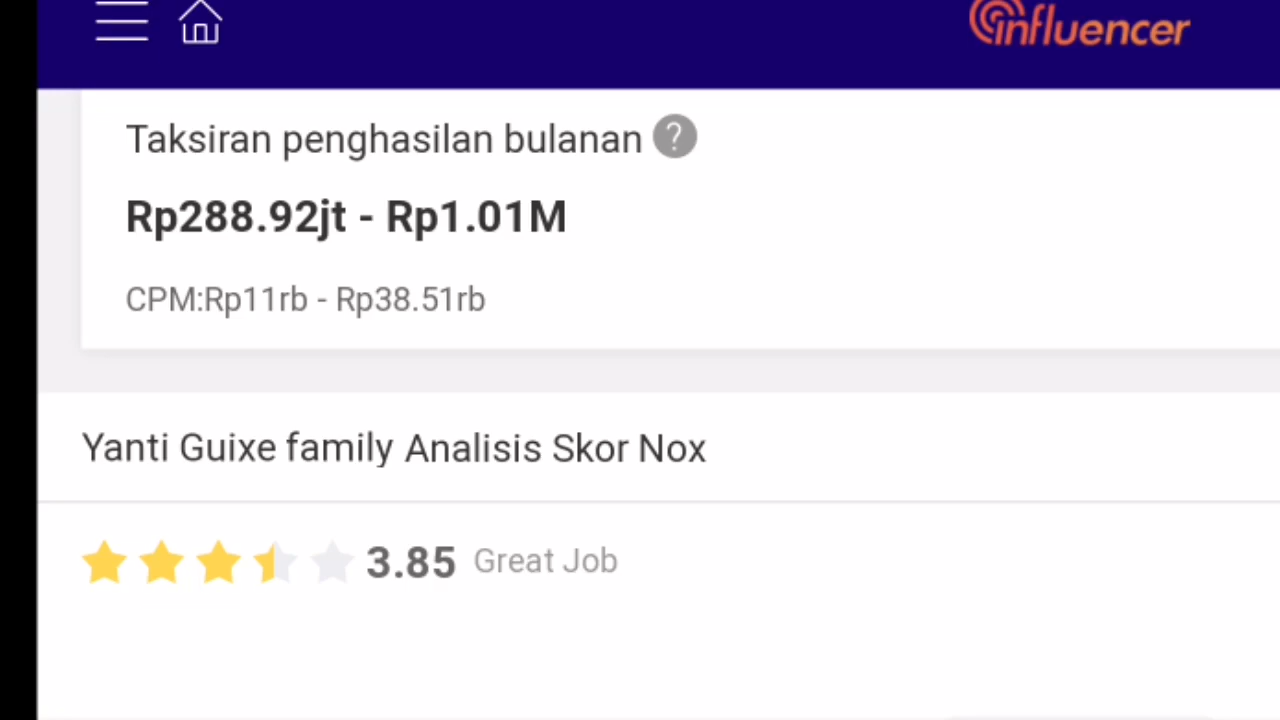 influencer
Taksiran penghasilan bulanan ?
Rp288.92jt - Rp1.01M
CPM:Rp11rb - Rp38.51rb
Yanti Guixe family Analisis Skor Nox
3.85 Great Job